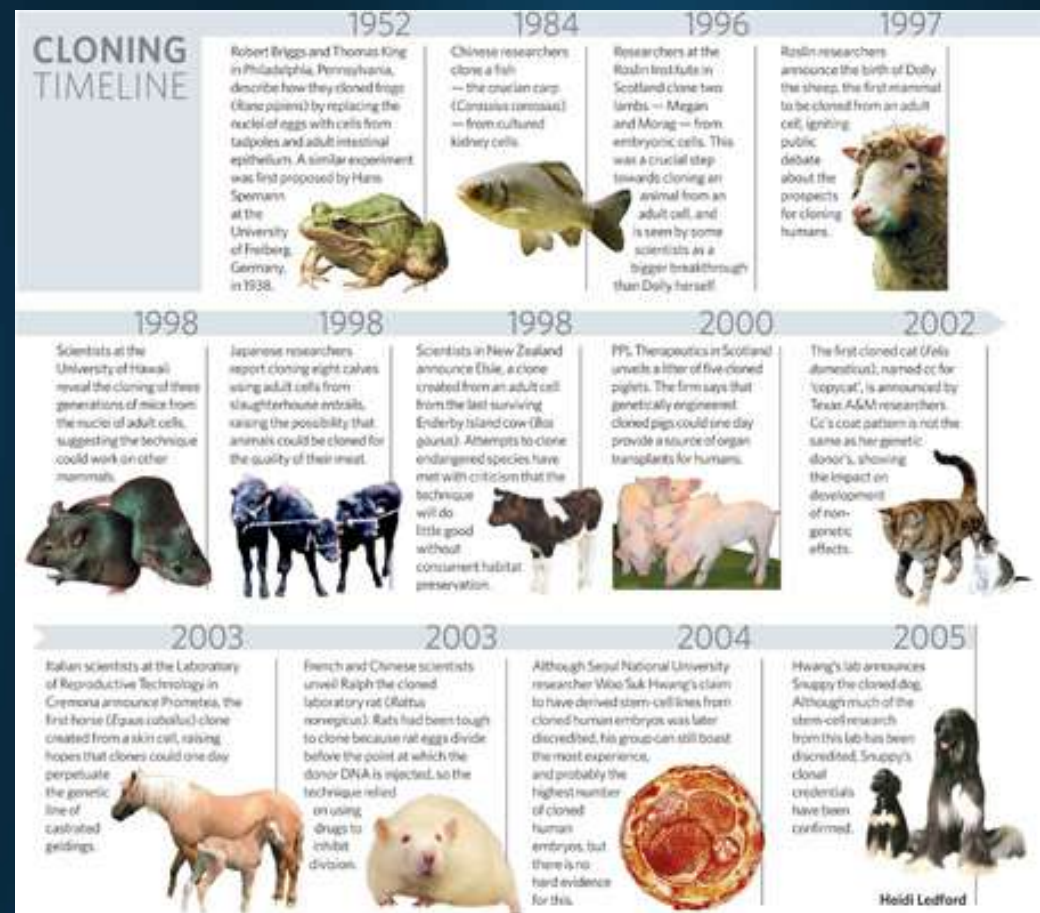 CLONING
TIMELINE
1952
Robert Briggs and Thomas King
in Philadelphia, Pennsylvania,
describe how they cloned frogs
(Rana pipiens) by replacing the
nuclei of eggs with cells from
tadpoles and adult intestinal
epithelium. A similar experiment
was first proposed by Hans
Spemann
at the
University
of Freiberg,
Germany,
in 1938.
1984
Chinese researchers
clone a fish
— the crucian carp
(Carassius carassius)
— from cultured
kidney cells.
1996
Researchers at the
Roslin Institute in
Scotland clone two
lambs — Megan
and Morag — from
embryonic cells. This
was a crucial step
towards cloning an
animal from an
adult cell, and
is seen by some
scientists as a
bigger breakthrough
than Dolly herself.
1997
Roslin researchers
announce the birth of Dolly
the sheep, the first mammal
to be cloned from an adult
cell, igniting
public
debate
about the
prospects
for cloning
humans.
1998
Scientists at the
University of Hawaii
reveal the cloning of three
generations of mice from
the nuclei of adult cells,
suggesting the technique
could work on other
mammals.
1998
Japanese researchers
report cloning eight calves
using adult cells from
slaughterhouse entrails,
raising the possibility that
animals could be cloned for
the quality of their meat.
1998
Scientists in New Zealand
announce Elsie, a clone
created from an adult cell
from the last surviving
Enderby Island cow (Bos
gaurus). Attempts to clone
endangered species have
met with criticism that the
technique
will do
little good
without
concurrent habitat
preservation.
2000
PPL Therapeutics in Scotland
unveils a litter of five cloned
piglets. The firm says that
genetically engineered
cloned pigs could one day
provide a source of organ
transplants for humans.
2002
The first cloned cat (Felis
domesticus), named cc for
'copycat', is announced by
Texas A&M researchers.
Cc's coat pattern is not the
same as her genetic
donor's, showing
the impact on
development
of non-
genetic
effects.
2003
Italian scientists at the Laboratory
of Reproductive Technology in
Cremona announce Prometea, the
first horse (Equus caballus) clone
created from a skin cell, raising
hopes that clones could one day
perpetuate
the genetic
line of
castrated
geldings.
2003
French and Chinese scientists
unveil Ralph the cloned
laboratory rat (Rattus
norvegicus). Rats had been tough
to clone because rat eggs divide
before the point at which the
donor DNA is injected, so the
technique relied
on using
drugs to
inhibit
division.
2004
Although Seoul National University
researcher Woo Suk Hwang's claim
to have derived stem-cell lines from
cloned human embryos was later
discredited, his group can still boast
the most experience,
and probably the
highest number
of cloned
human
embryos, but
there is no
hard evidence
for this.
2005
Hwang's lab announces
Snuppy the cloned dog.
Although much of the
stem-cell research
from this lab has been
discredited, Snuppy's
clonal
credentials
have been
confirmed.
Heidi Ledford